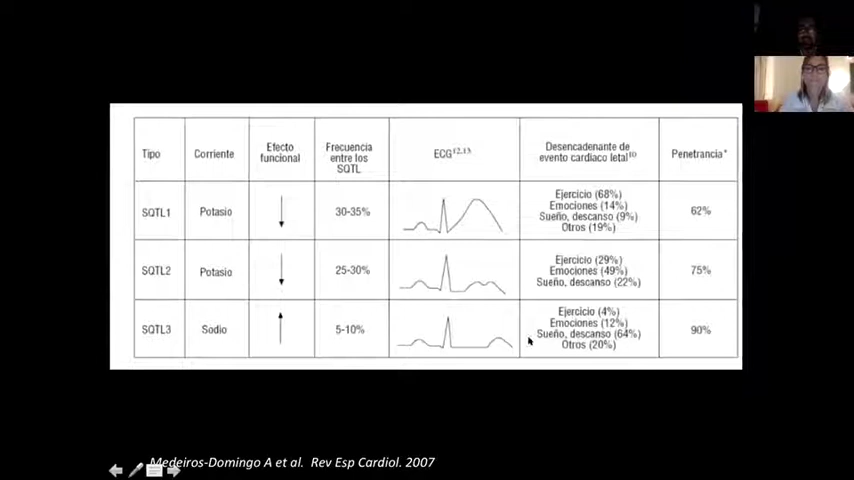 Tipo
Corriente
Efecto
funcional
Frecuencia
entre los
SQTL
ECG12,13
Desencadenante de
evento cardiaco letal10
Penetrancia*
SQTL1
Potasio
30-35%
Ejercicio (68%)
Emociones (14%)
Sueño, descanso (9%)
Otros (19%)
62%
SQTL2
Potasio
25-30%
Ejercicio (29%)
Emociones (49%)
Sueño, descanso (22%)
75%
SQTL3
Sodio
5-10%
Ejercicio (4%)
Emociones (12%)
Sueño, descanso (64%)
Otros (20%)
90%
Medeiros-Domingo A et al. Rev Esp Cardiol. 2007